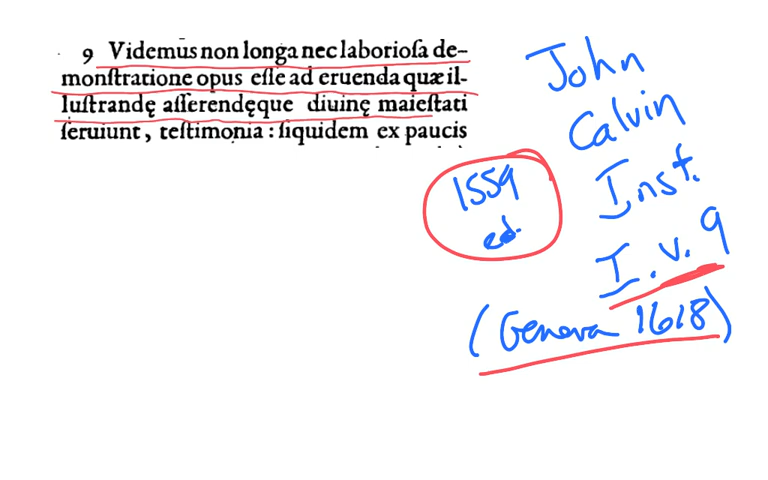 9 Videmus non longa nec laborioſa de-
monſtratione opus eſſe ad eruenda quæ il-
luſtrandę aſſerendęque diuinę maieſtati
ſeruiunt, teſtimonia: ſiquidem ex paucis
John
Calvin
Inst.
I.v.9
1559
ed.
(Geneva 1618)